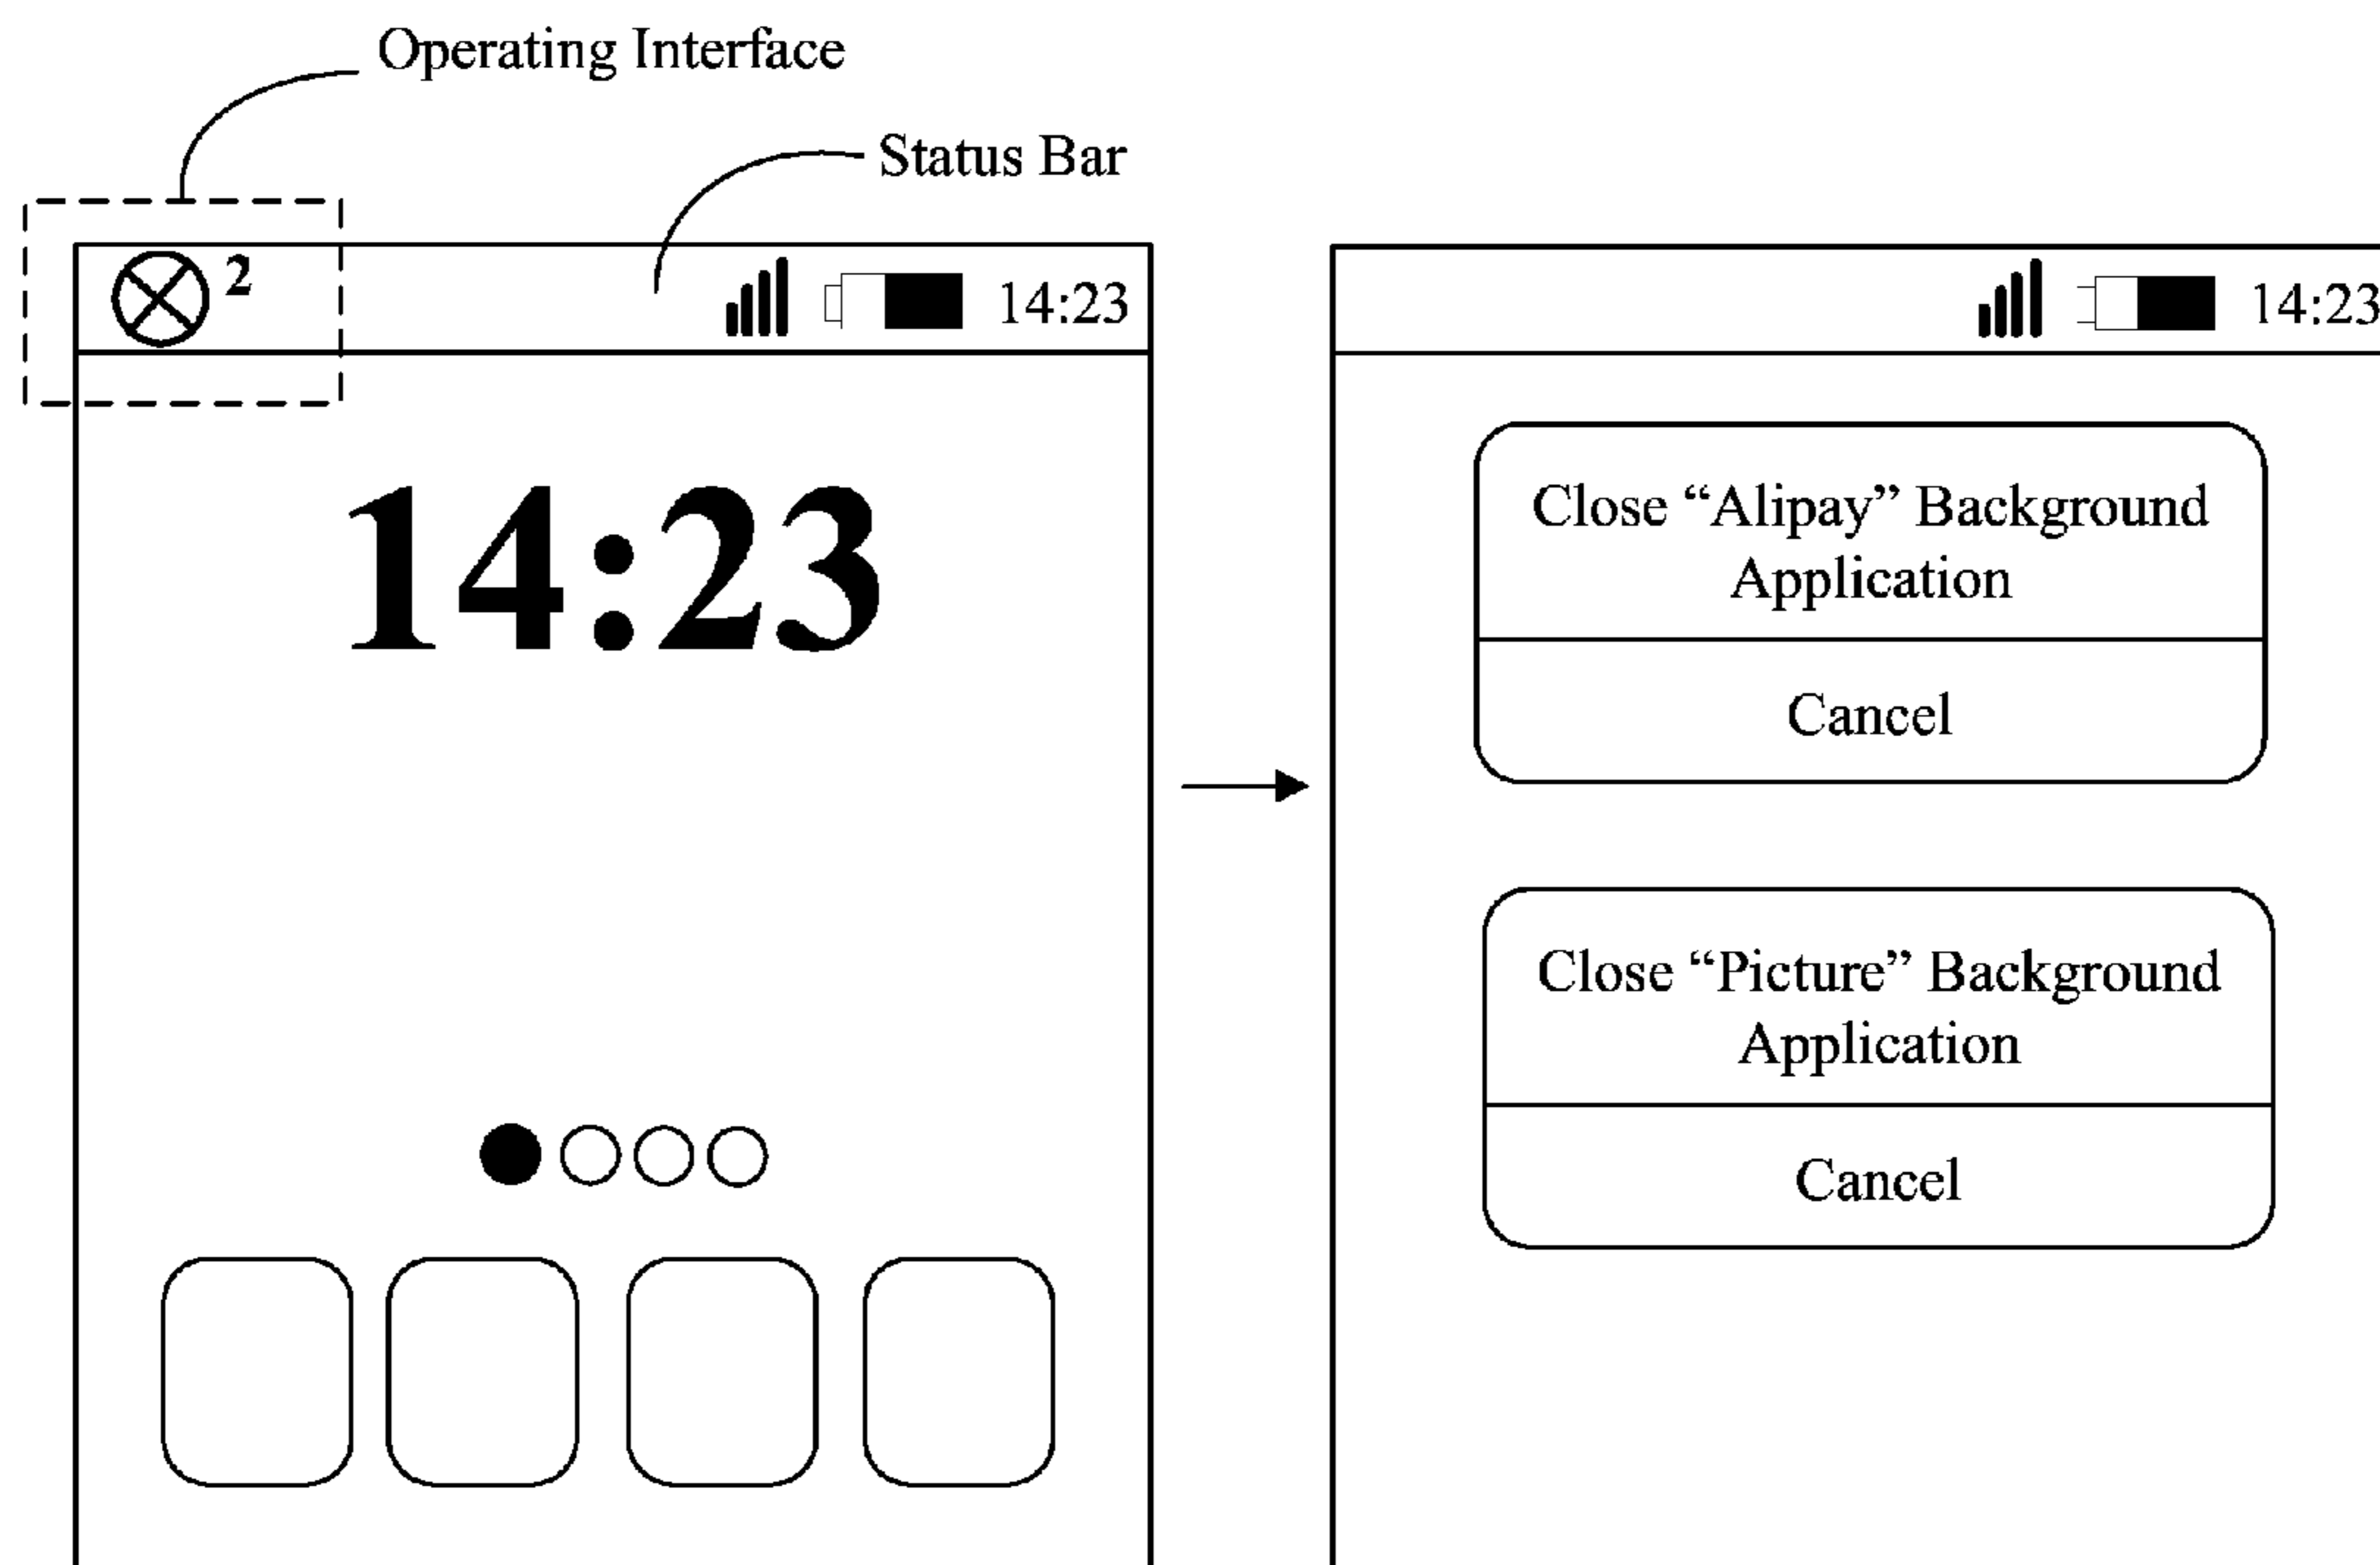 Operating Interface
Status Bar
2
14:23
14:23
14:23
Close “Alipay” Background
Application
Cancel
Close “Picture” Background
Application
Cancel